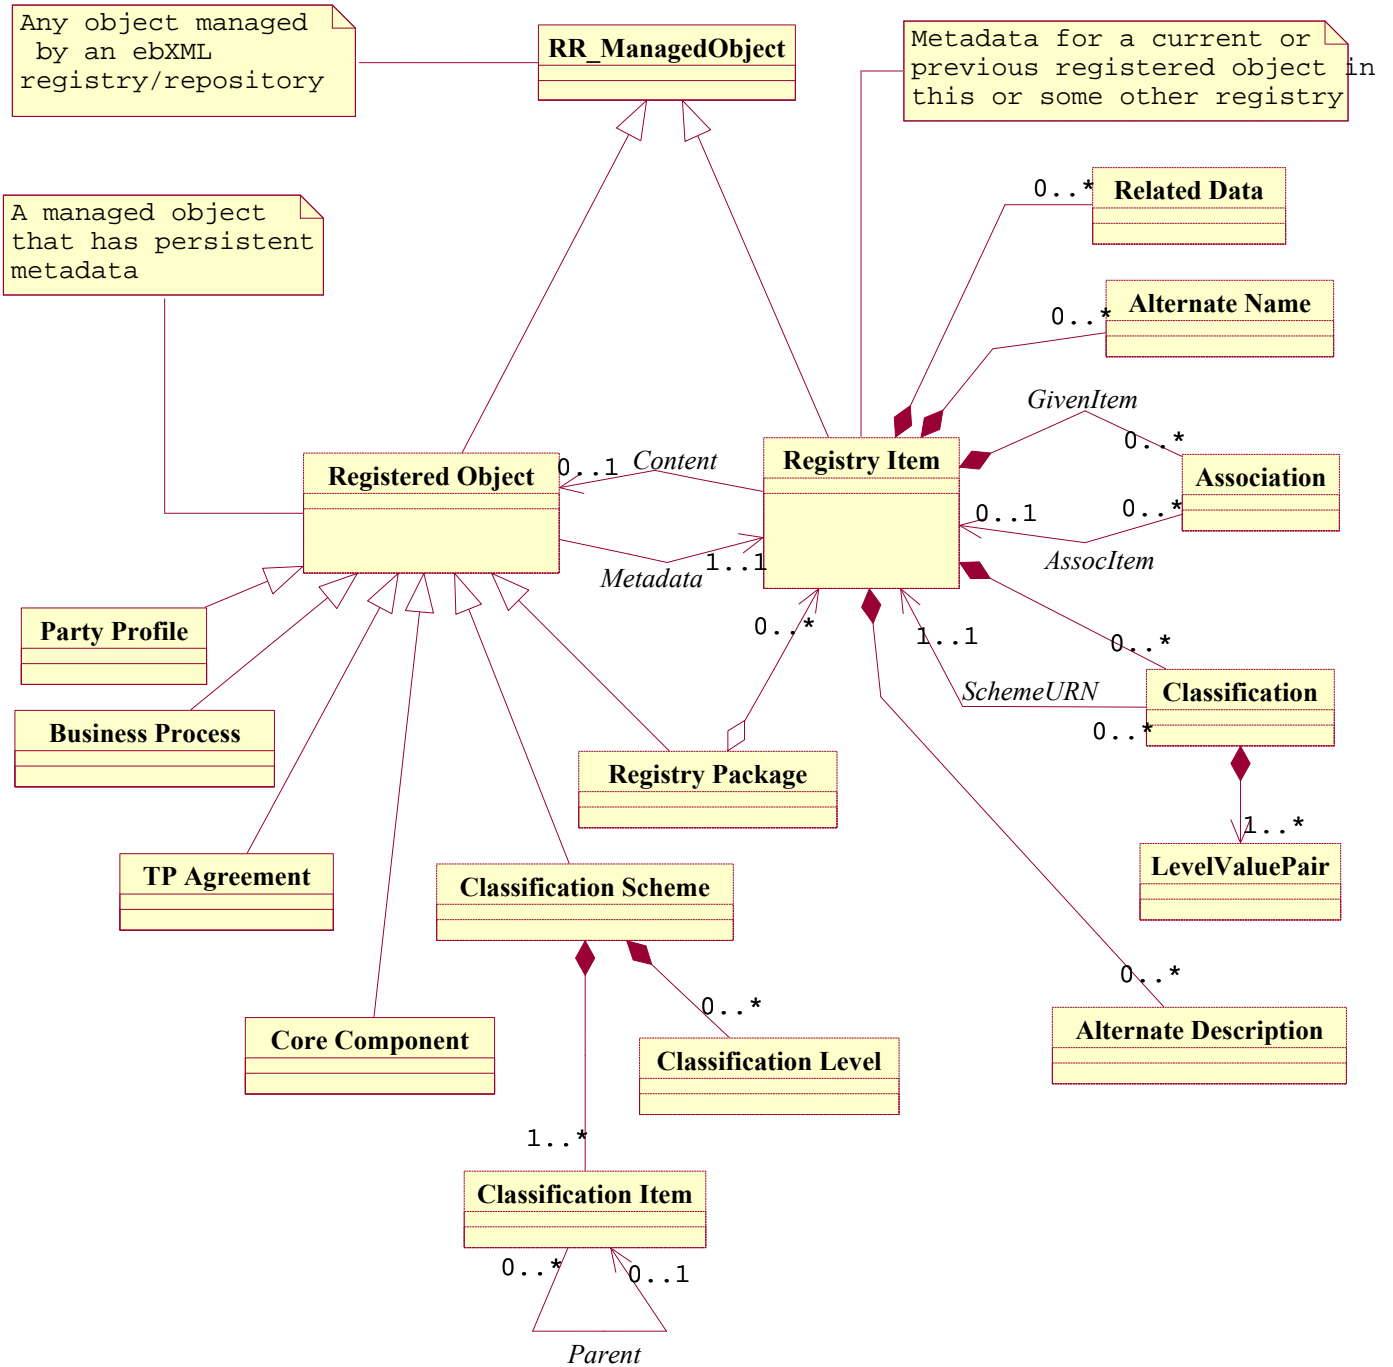 Any object managed
by an ebXML
registry/repository
RR_ManagedObject
Metadata for a current or
previous registered object in
this or some other registry
A managed object
that has persistent
metadata
0..*
Related Data
0..*
Alternate Name
GivenItem
0..*
Registered Object
0..1
Content
Registry Item
Association
0..*
0..1
AssocItem
Metadata
1..1
Party Profile
0..*
1..1
0..*
SchemeURN
Classification
0..*
Business Process
Registry Package
1..*
LevelValuePair
TP Agreement
Classification Scheme
0..*
0..*
Core Component
Classification Level
Alternate Description
1..*
Classification Item
0..*
0..1
Parent